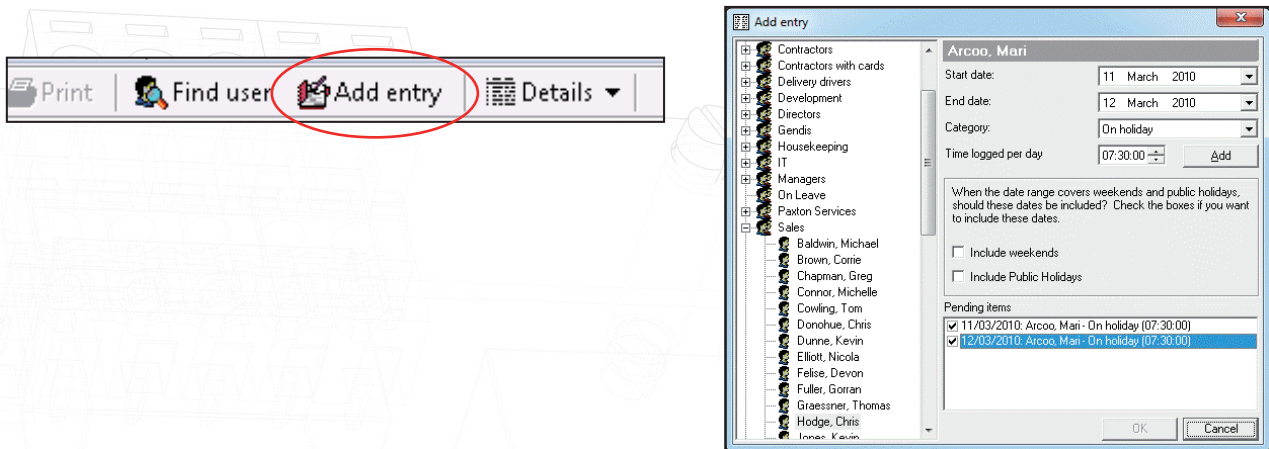 Print Find user Add entry Details
Add entry
Contractors
Contractors with cards
Delivery drivers
Development
Directors
Gendis
Housekeeping
IT
Managers
On Leave
Paxton Services
Sales
Baldwin, Michael
Brown, Corrie
Chapman, Greg
Connor, Michelle
Cowling, Tom
Donohue, Chris
Dunne, Kevin
Elliott, Nicola
Felise, Devon
Fuller, Gorran
Graessner, Thomas
Hodge, Chris
Jones, Kevin
Arcoo, Mari
Start date: 11 March 2010
End date: 12 March 2010
Category: On holiday
Time logged per day 07:30:00 Add
When the date range covers weekends and public holidays,
should these dates be included? Check the boxes if you want
to include these dates.
Include weekends
Include Public Holidays
Pending items
11/03/2010: Arcoo, Mari - On holiday (07:30:00)
12/03/2010: Arcoo, Mari - On holiday (07:30:00)
OK Cancel